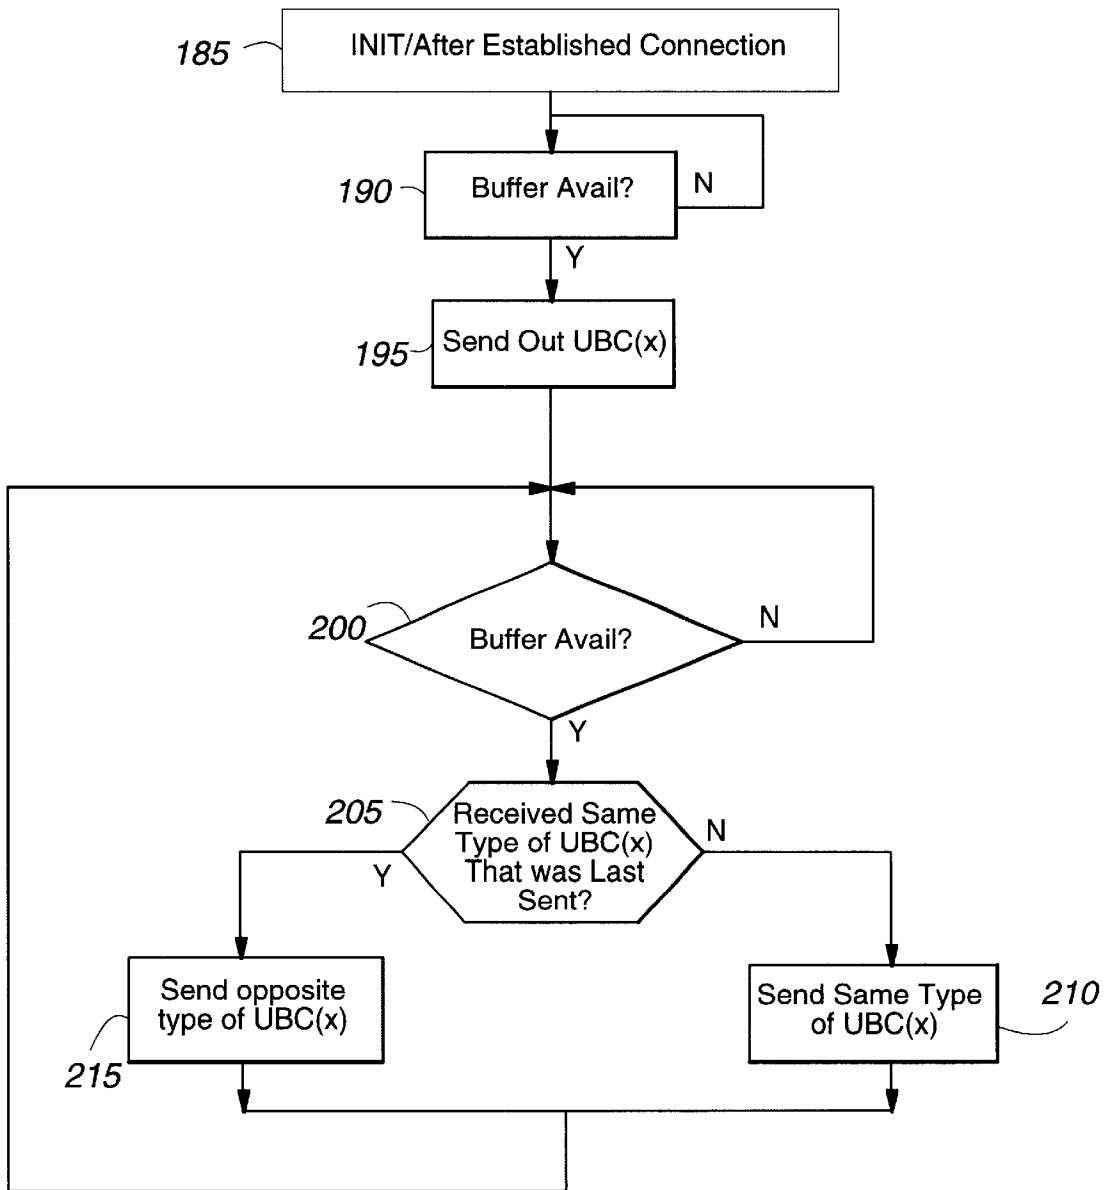 185
INIT/After Established Connection
190
Buffer Avail?
N
Y
195
Send Out UBC(x)
200
Buffer Avail?
N
Y
205
Received Same
Type of UBC(x)
That was Last
Sent?
Y
N
Send opposite
type of UBC(x)
215
Send Same Type
of UBC(x)
210